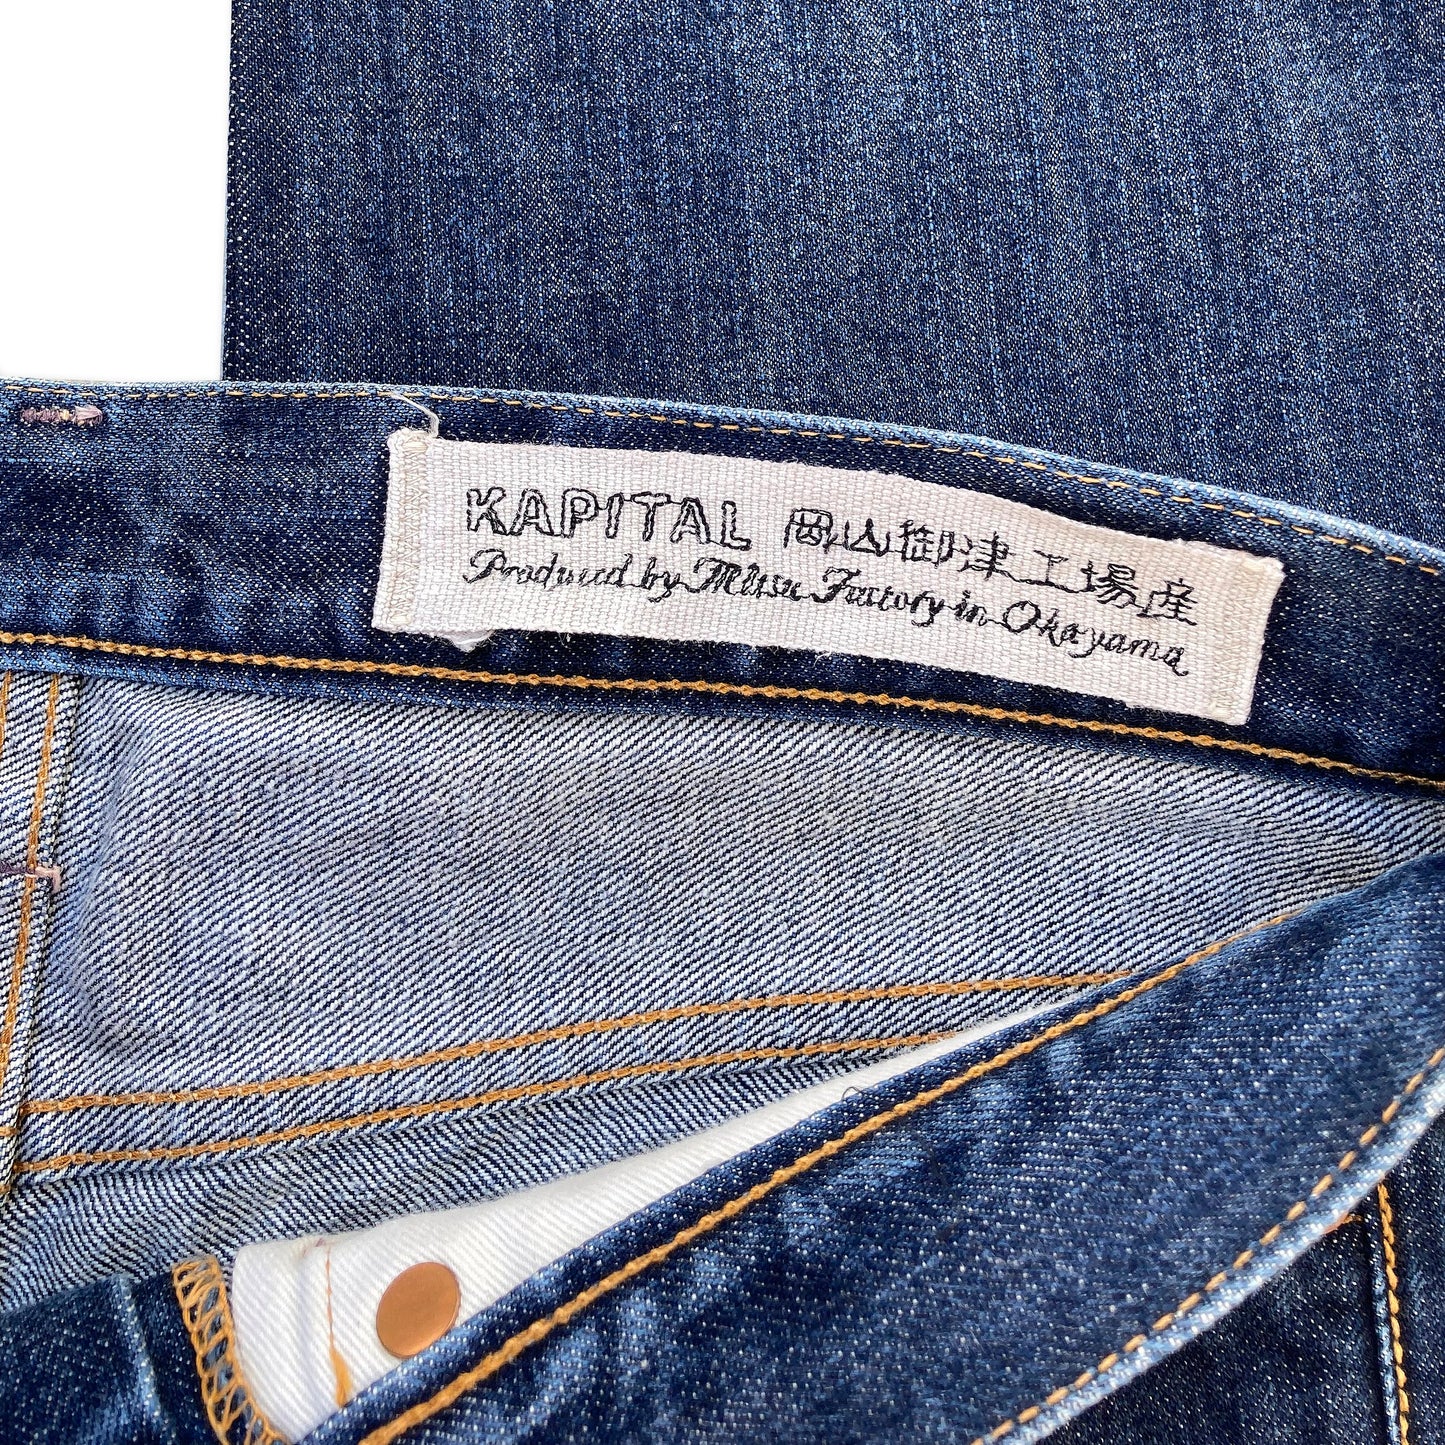 KAPITAL 岡山御津工場産
Produced by Mitsu Factory in Okayama